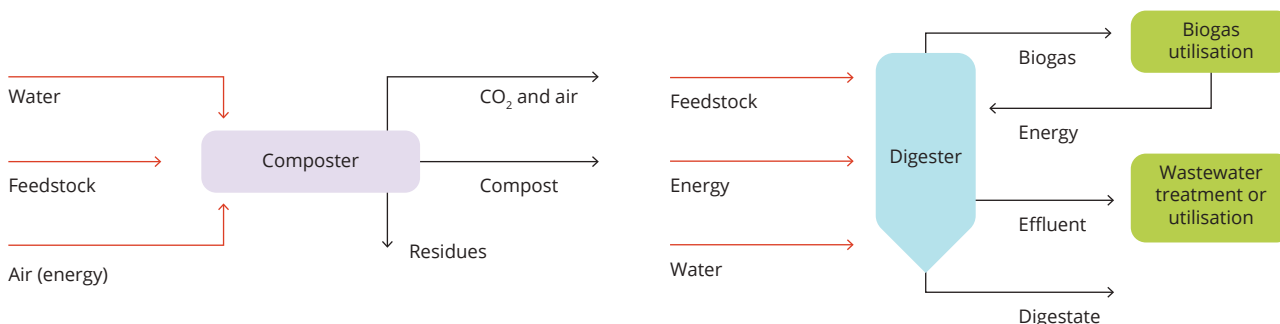 Water
Feedstock
Air (energy)
Composter
CO₂ and air
Compost
Residues
Feedstock
Energy
Water
Digester
Biogas
Biogas
utilisation
Energy
Effluent
Wastewater
treatment or
utilisation
Digestate